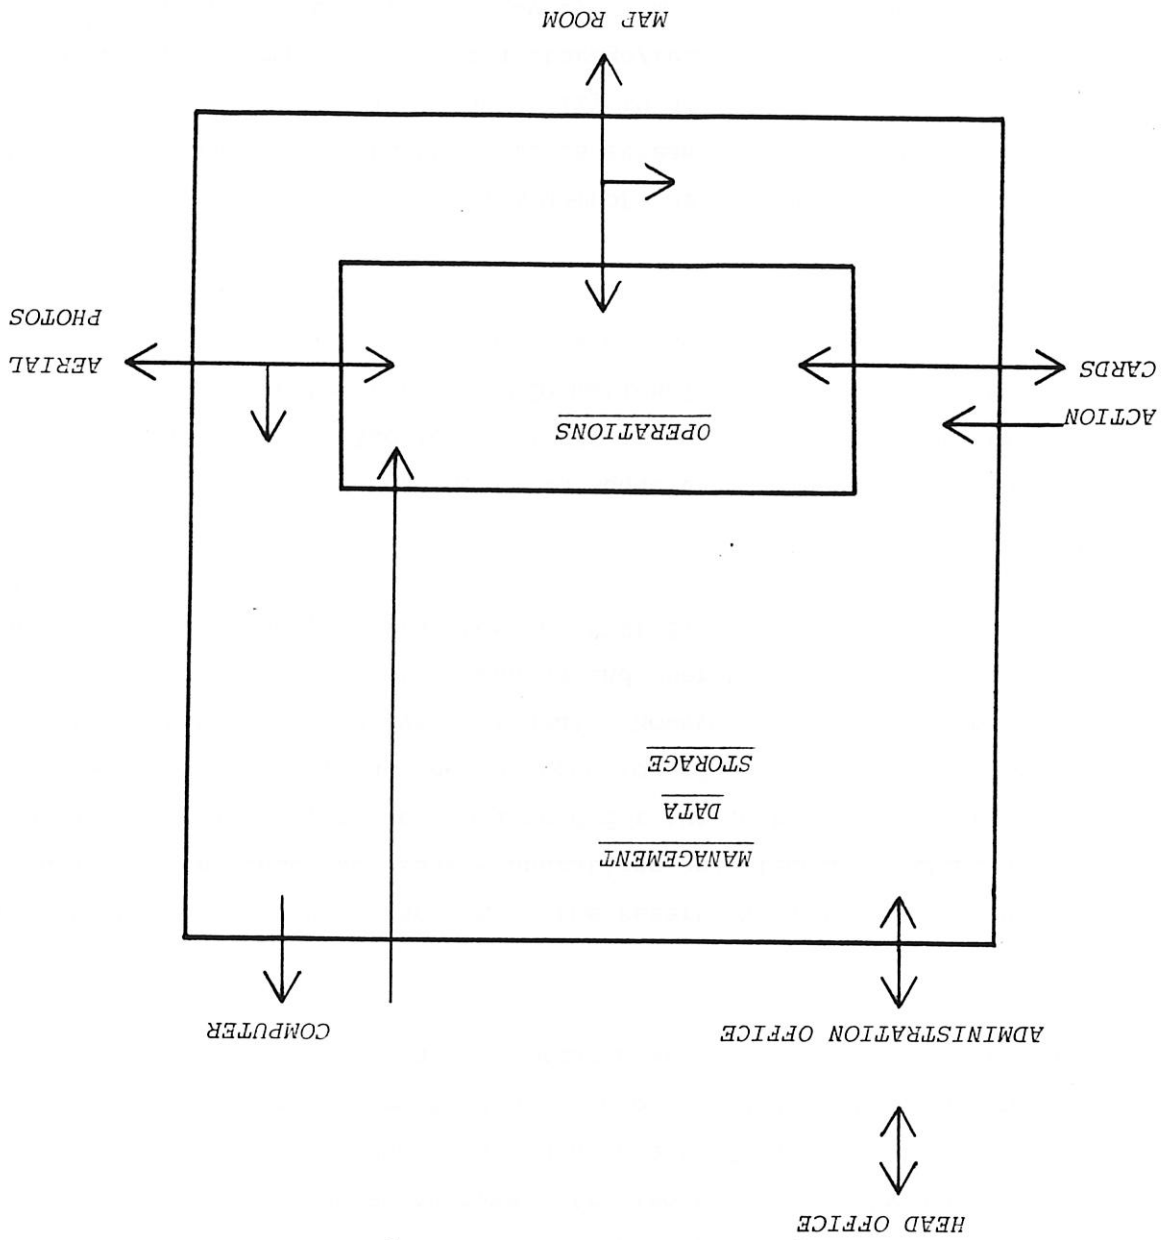 HEAD OFFICE
ADMINISTRATION OFFICE
COMPUTER
MANAGEMENT
DATA
STORAGE
ACTION
CARDS
OPERATIONS
AERIAL
PHOTOS
MAP ROOM